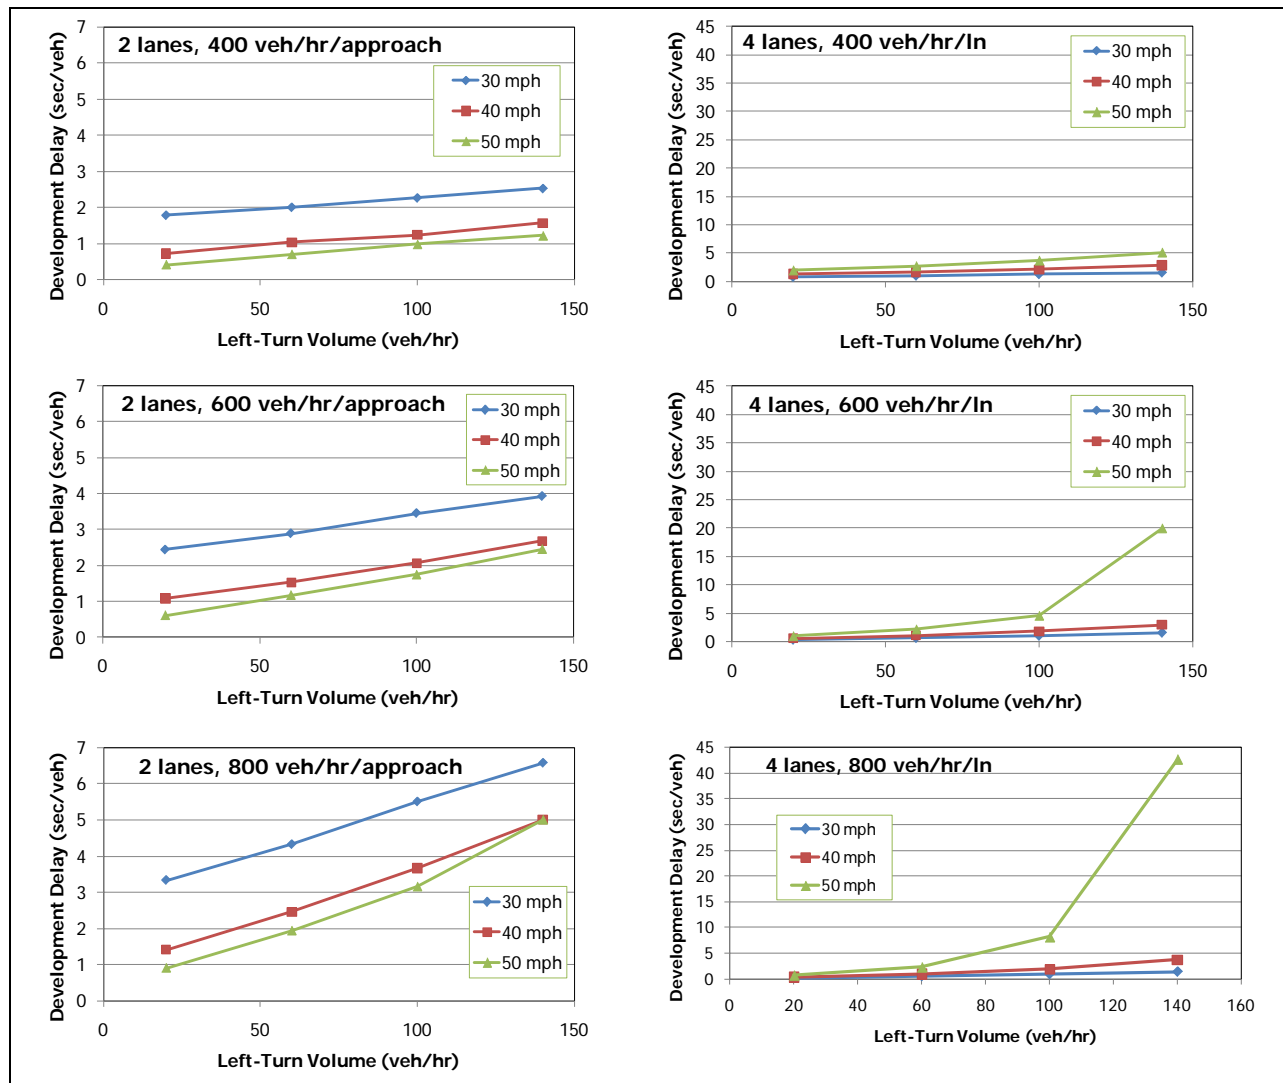 2 lanes, 400 veh/hr/approach
Development Delay (sec/veh)
7
6
5
4
3
2
1
0
30 mph
40 mph
50 mph
0 50 100 150
Left-Turn Volume (veh/hr)
4 lanes, 400 veh/hr/ln
Development Delay (sec/veh)
45
40
35
30
25
20
15
10
5
0
30 mph
40 mph
50 mph
0 50 100 150
Left-Turn Volume (veh/hr)
2 lanes, 600 veh/hr/approach
Development Delay (sec/veh)
7
6
5
4
3
2
1
0
30 mph
40 mph
50 mph
0 50 100 150
Left-Turn Volume (veh/hr)
4 lanes, 600 veh/hr/ln
Development Delay (sec/veh)
45
40
35
30
25
20
15
10
5
0
30 mph
40 mph
50 mph
0 50 100 150
Left-Turn Volume (veh/hr)
2 lanes, 800 veh/hr/approach
Development Delay (sec/veh)
7
6
5
4
3
2
1
0
30 mph
40 mph
50 mph
0 50 100 150
Left-Turn Volume (veh/hr)
4 lanes, 800 veh/hr/ln
Development Delay (sec/veh)
45
40
35
30
25
20
15
10
5
0
30 mph
40 mph
50 mph
0 20 40 60 80 100 120 140 160
Left-Turn Volume (veh/hr)